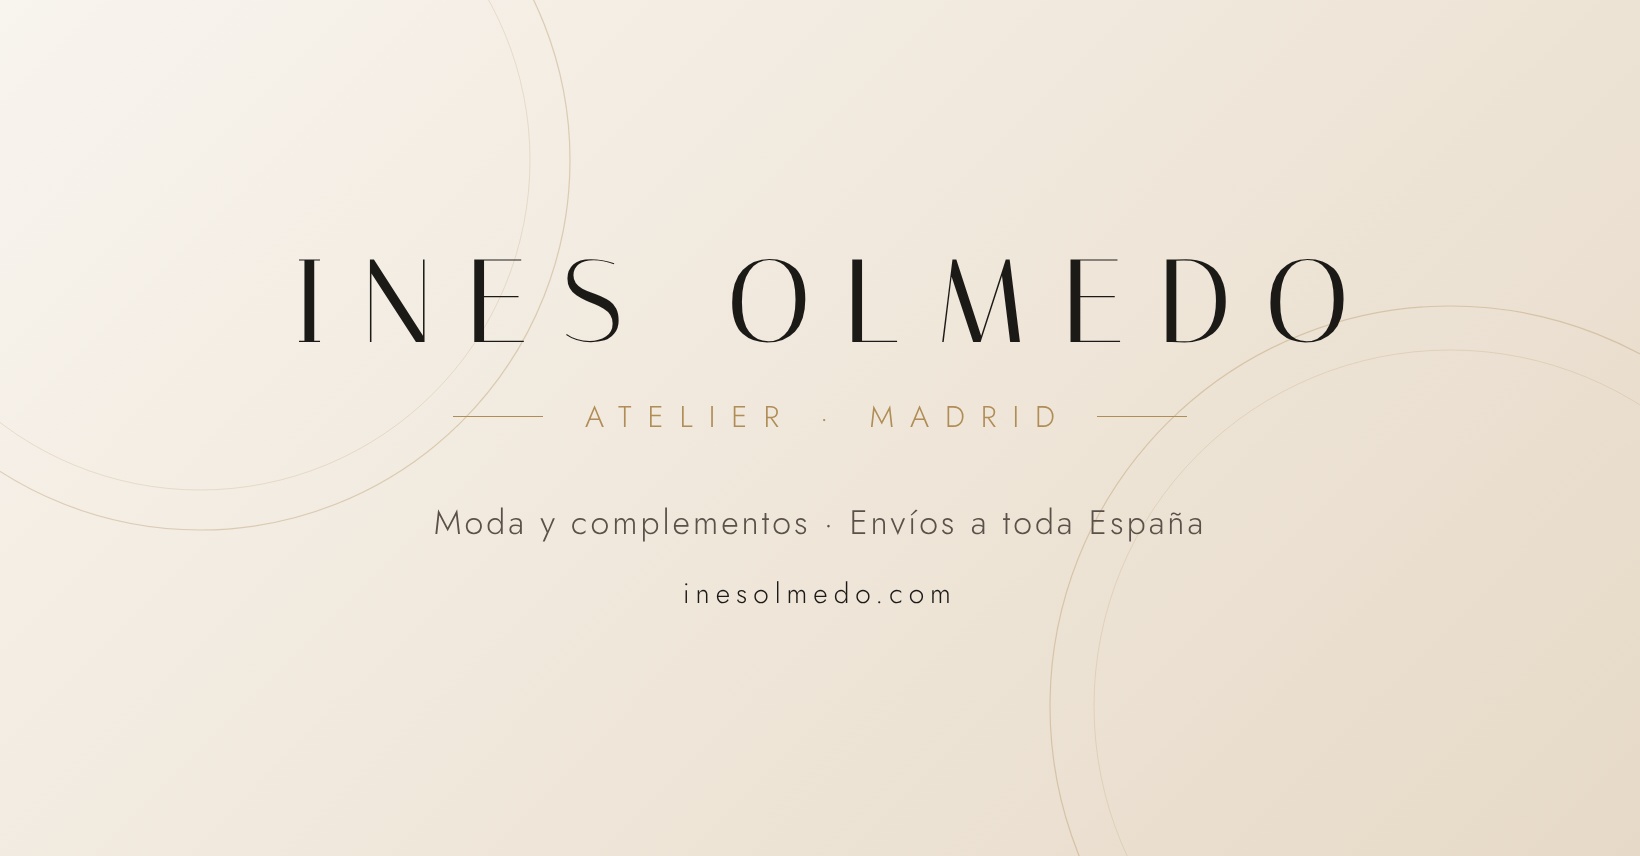 INES OLMEDO
ATELIER · MADRID
Moda y complementos · Envíos a toda España
inesolmedo.com